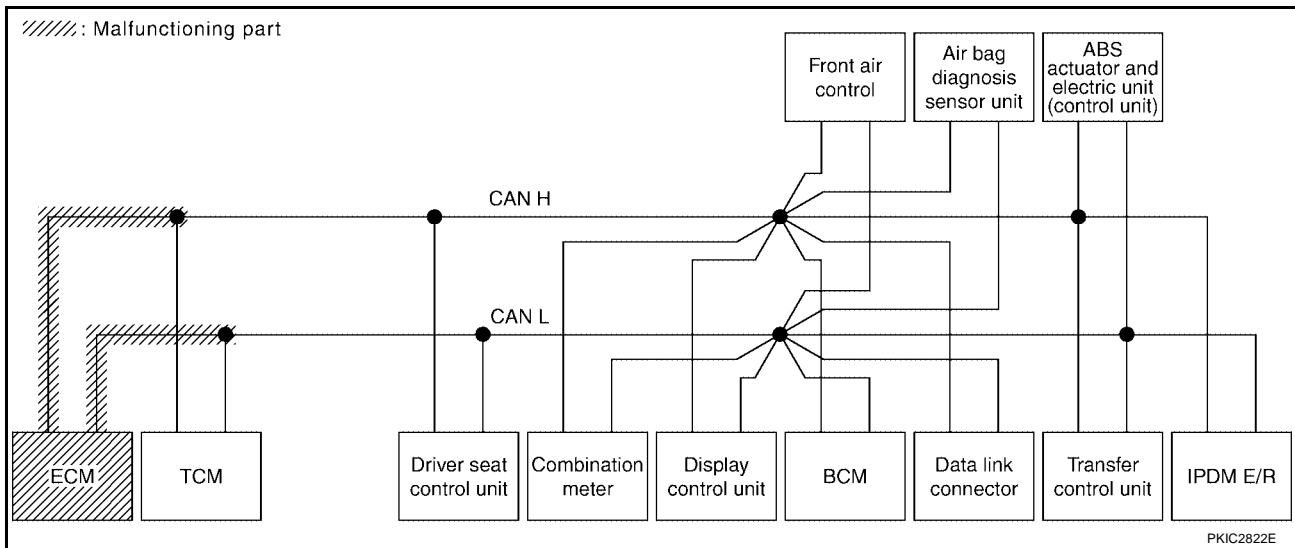 : Malfunctioning part
Front air
control
Air bag
diagnosis
sensor unit
ABS
actuator and
electric unit
(control unit)
CAN H
CAN L
ECM
TCM
Driver seat
control unit
Combination
meter
Display
control unit
BCM
Data link
connector
Transfer
control unit
IPDM E/R
PKIC2822E